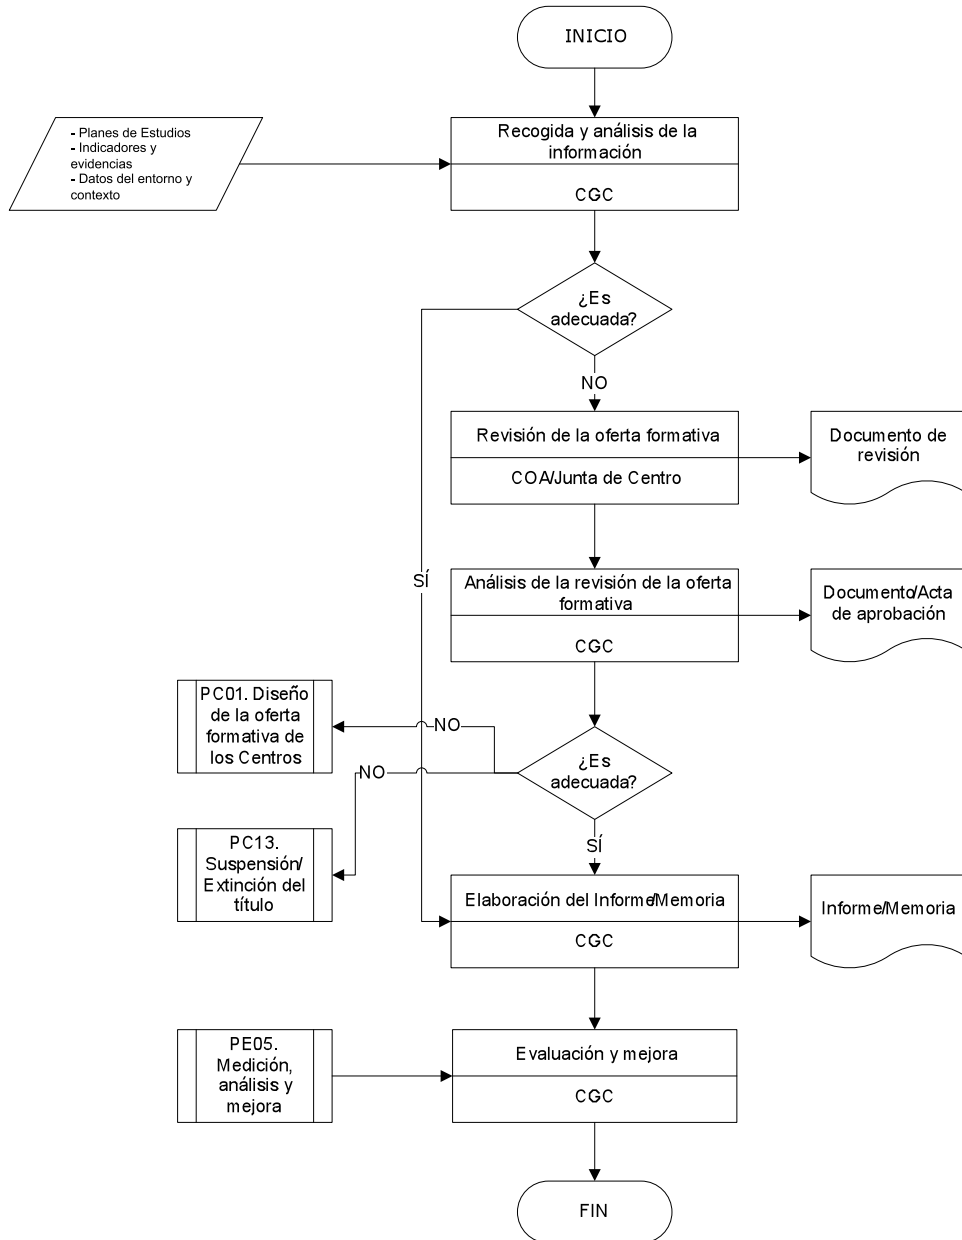 INICIO
- Planes de Estudios
- Indicadores y
evidencias
- Datos del entorno y
contexto
Recogida y análisis de la
información
CGC
¿Es
adecuada?
NO
Revisión de la oferta formativa
COA/Junta de Centro
Documento de
revisión
SÍ
Análisis de la revisión de la oferta
formativa
CGC
Documento/Acta
de aprobación
PC01. Diseño
de la oferta
formativa de
los Centros
NO
¿Es
adecuada?
NO
SÍ
PC13.
Suspensión/
Extinción del
título
Elaboración del Informe/Memoria
CGC
Informe/Memoria
PE05.
Medición,
análisis y
mejora
Evaluación y mejora
CGC
FIN